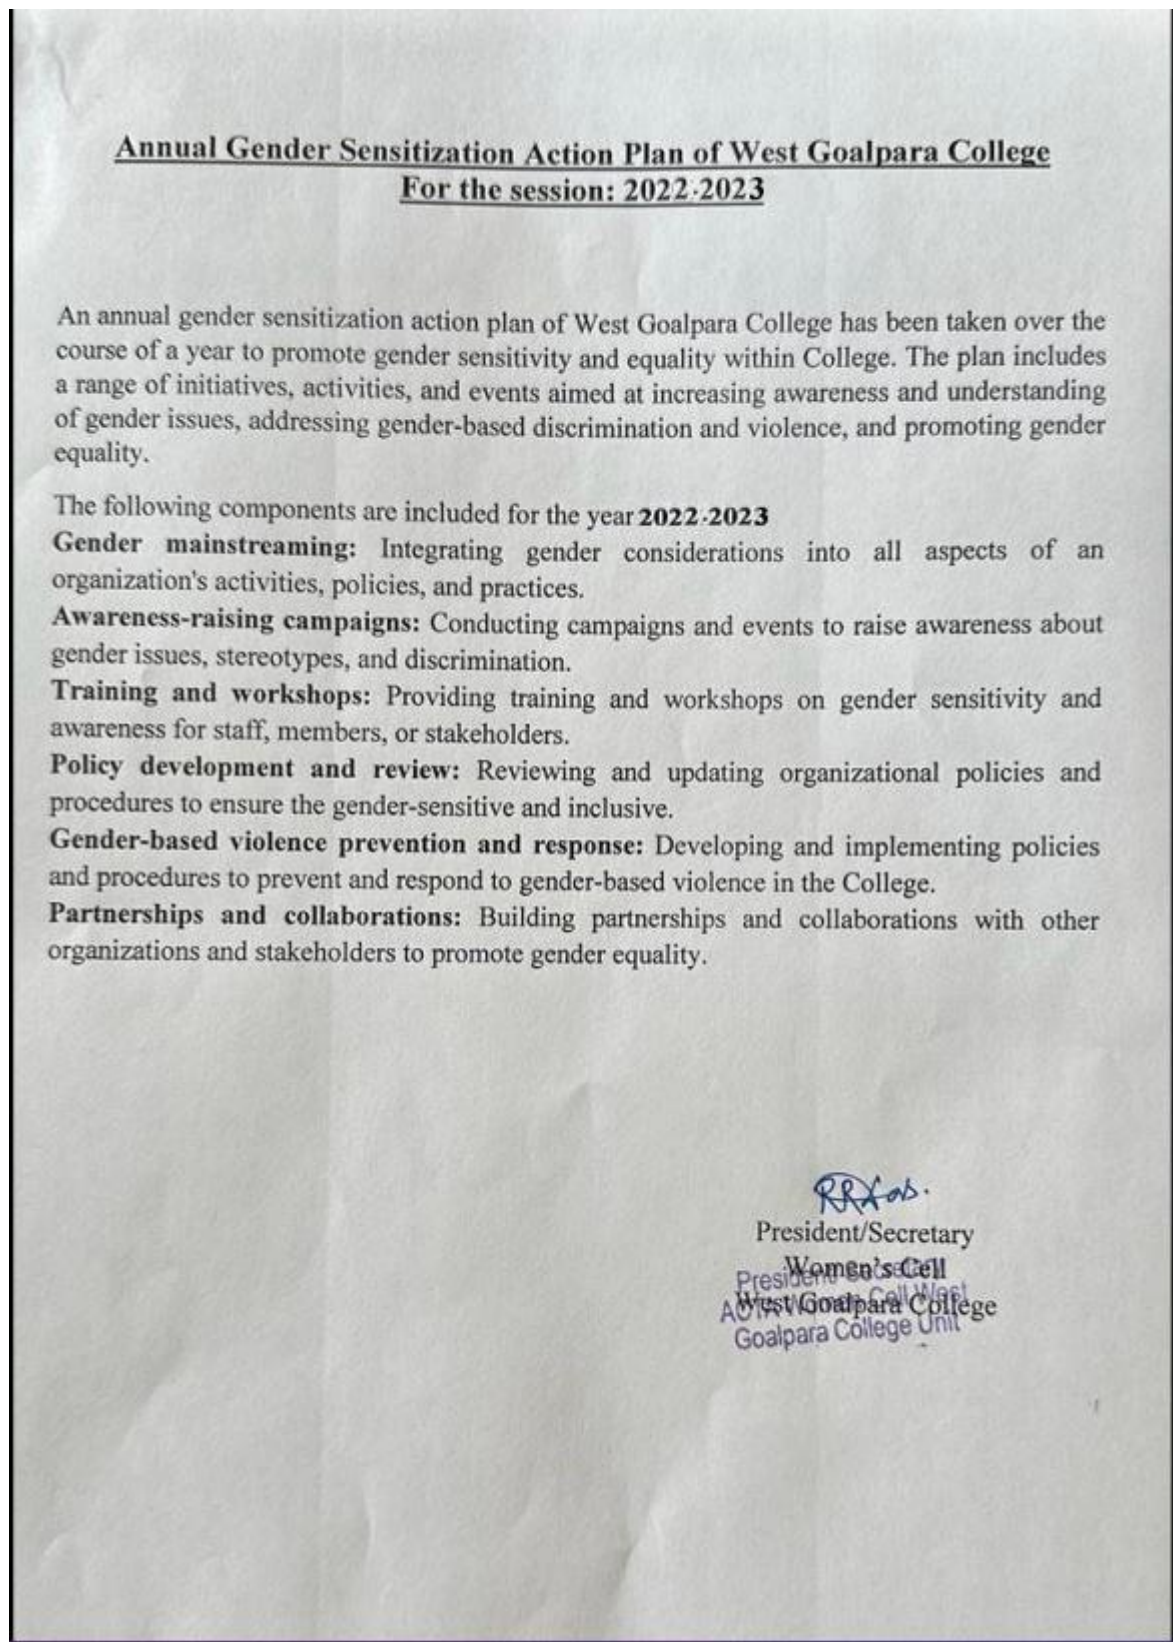 Annual Gender Sensitization Action Plan of West Goalpara College
For the session: 2022-2023
An annual gender sensitization action plan of West Goalpara College has been taken over the
course of a year to promote gender sensitivity and equality within College. The plan includes
a range of initiatives, activities, and events aimed at increasing awareness and understanding
of gender issues, addressing gender-based discrimination and violence, and promoting gender
equality.
The following components are included for the year 2022-2023
Gender mainstreaming: Integrating gender considerations into all aspects of an
organization's activities, policies, and practices.
Awareness-raising campaigns: Conducting campaigns and events to raise awareness about
gender issues, stereotypes, and discrimination.
Training and workshops: Providing training and workshops on gender sensitivity and
awareness for staff, members, or stakeholders.
Policy development and review: Reviewing and updating organizational policies and
procedures to ensure the gender-sensitive and inclusive.
Gender-based violence prevention and response: Developing and implementing policies
and procedures to prevent and respond to gender-based violence in the College.
Partnerships and collaborations: Building partnerships and collaborations with other
organizations and stakeholders to promote gender equality.
President/Secretary
Women's Cell
West Goalpara College
Cell West
Goalpara College Unit